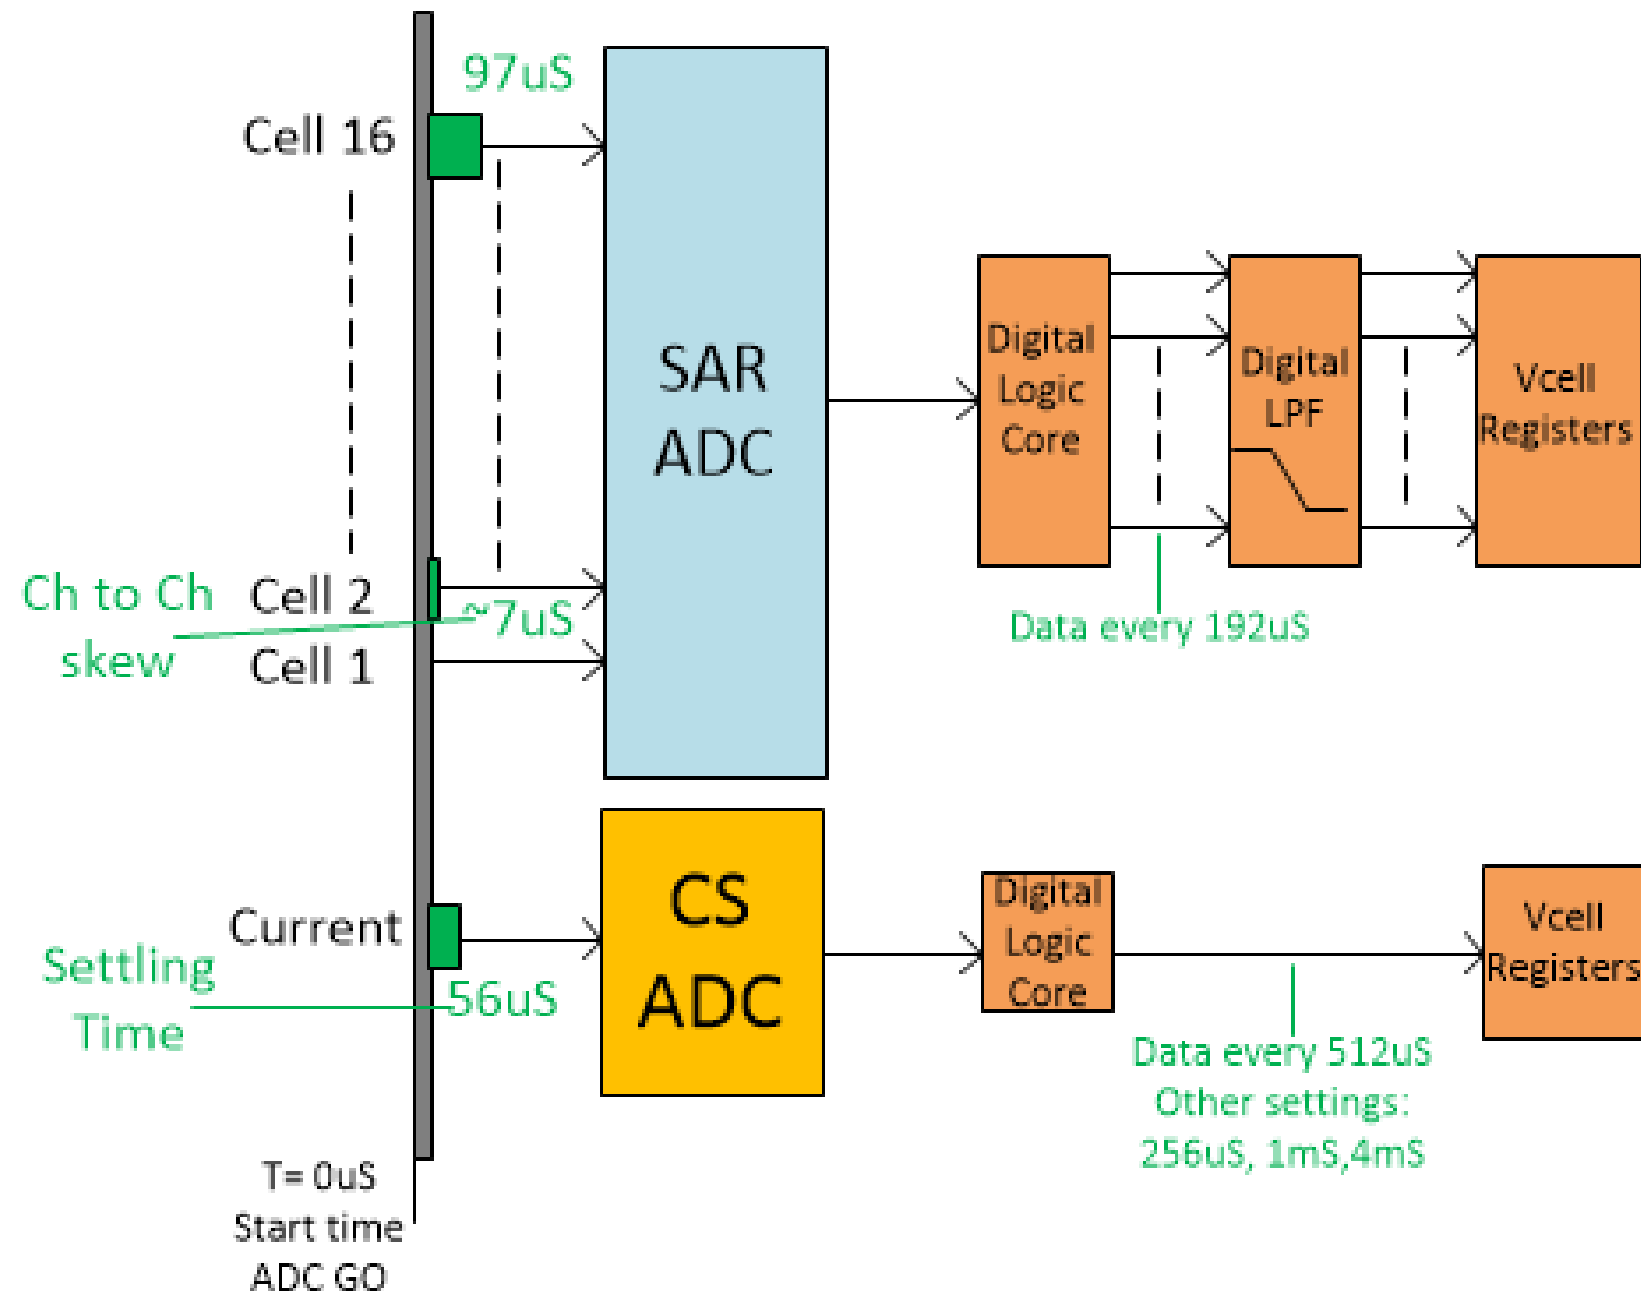 97uS
Cell 16
SAR
ADC
Digital
Logic
Core
Digital
LPF
Vcell
Registers
Ch to Ch
skew
Cell 2
~7uS
Cell 1
Data every 192uS
Current
Settling
Time
56uS
CS
ADC
Digital
Logic
Core
Vcell
Registers
Data every 512uS
Other settings:
256uS, 1mS,4mS
T= 0uS
Start time
ADC GO